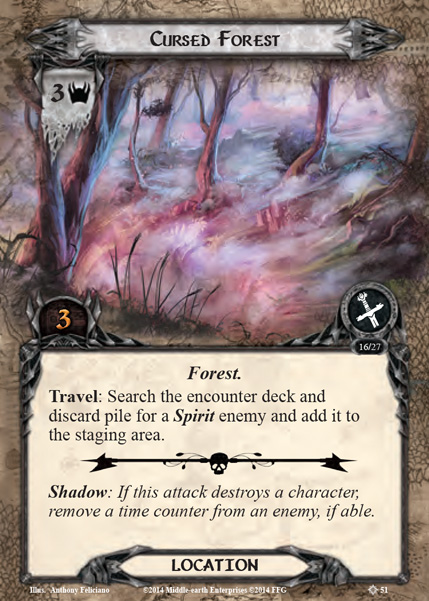 Cursed Forest
3
3
16/27
Forest.
Travel: Search the encounter deck and
discard pile for a Spirit enemy and add it to
the staging area.
Shadow: If this attack destroys a character,
remove a time counter from an enemy, if able.
LOCATION
Illus. Anthony Feliciano ©2014 Middle-earth Enterprises ©2014 FFG 51